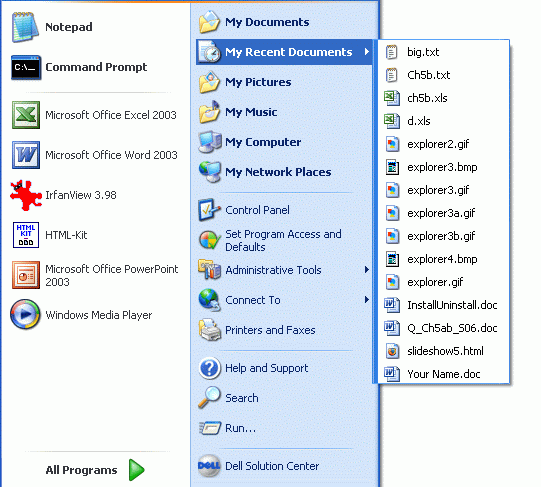 Notepad
Command Prompt
C:\_
Microsoft Office Excel 2003
Microsoft Office Word 2003
IrfanView 3.98
HTML
KIT
HTML-Kit
Microsoft Office PowerPoint
2003
Windows Media Player
All Programs
My Documents
My Recent Documents
My Pictures
My Music
My Computer
My Network Places
Control Panel
Set Program Access and
Defaults
Administrative Tools
Connect To
Printers and Faxes
Help and Support
Search
Run...
DELL
Dell Solution Center
big.txt
Ch5b.txt
ch5b.xls
d.xls
explorer2.gif
explorer3.bmp
explorer3.gif
explorer3a.gif
explorer3b.gif
explorer4.bmp
explorer.gif
InstallUninstall.doc
Q_Ch5ab_S06.doc
slideshow5.html
Your Name.doc